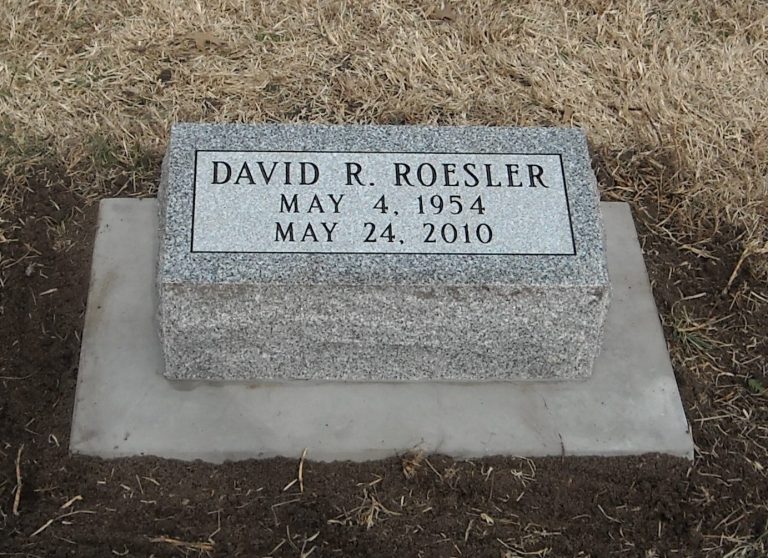 DAVID R. ROESLER
MAY 4, 1954
MAY 24, 2010